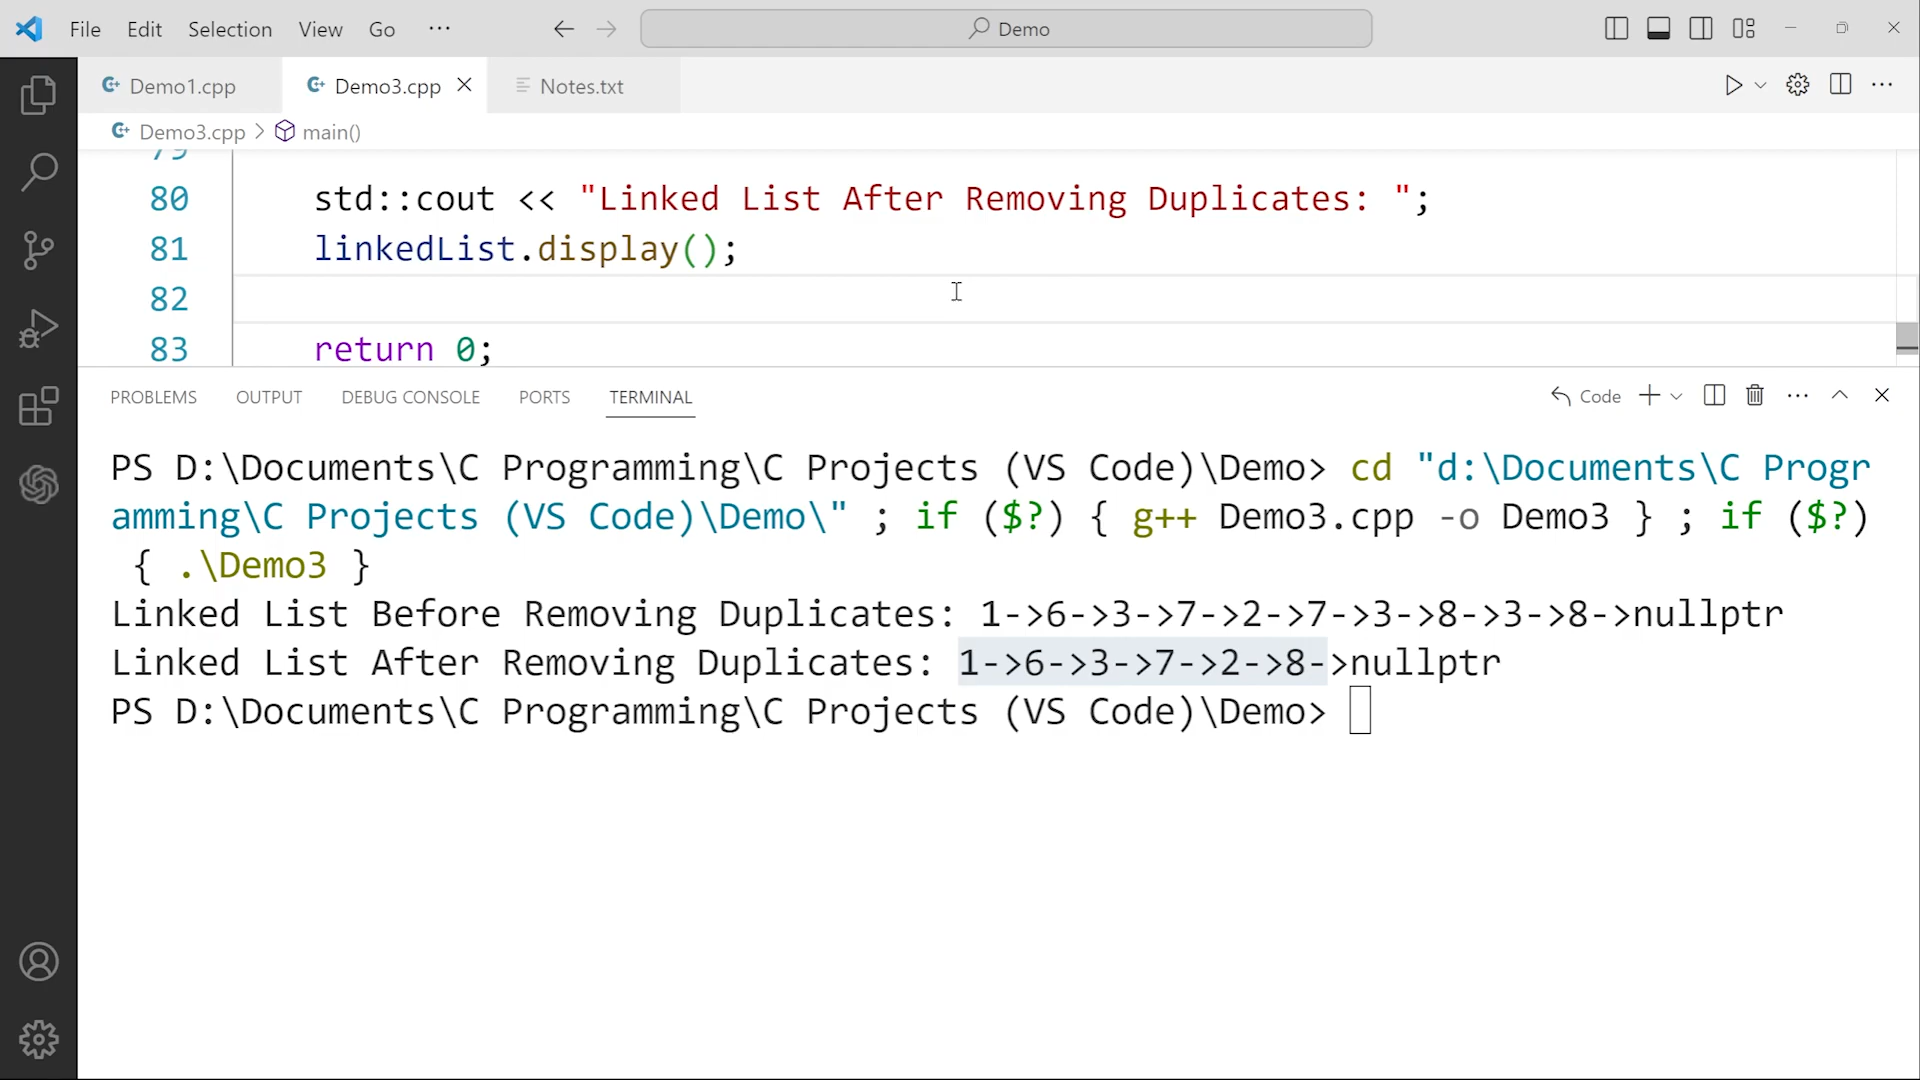 File Edit Selection View Go ··· Demo
Demo1.cpp Demo3.cpp Notes.txt
Demo3.cpp > main()
79
80 std::cout << "Linked List After Removing Duplicates: ";
81 linkedList.display();
82
83 return 0;
PROBLEMS OUTPUT DEBUG CONSOLE PORTS TERMINAL Code
PS D:\Documents\C Programming\C Projects (VS Code)\Demo> cd "d:\Documents\C Progr
amming\C Projects (VS Code)\Demo\" ; if ($?) { g++ Demo3.cpp -o Demo3 } ; if ($?)
{ .\Demo3 }
Linked List Before Removing Duplicates: 1->6->3->7->2->7->3->8->3->8->nullptr
Linked List After Removing Duplicates: 1->6->3->7->2->8->nullptr
PS D:\Documents\C Programming\C Projects (VS Code)\Demo>